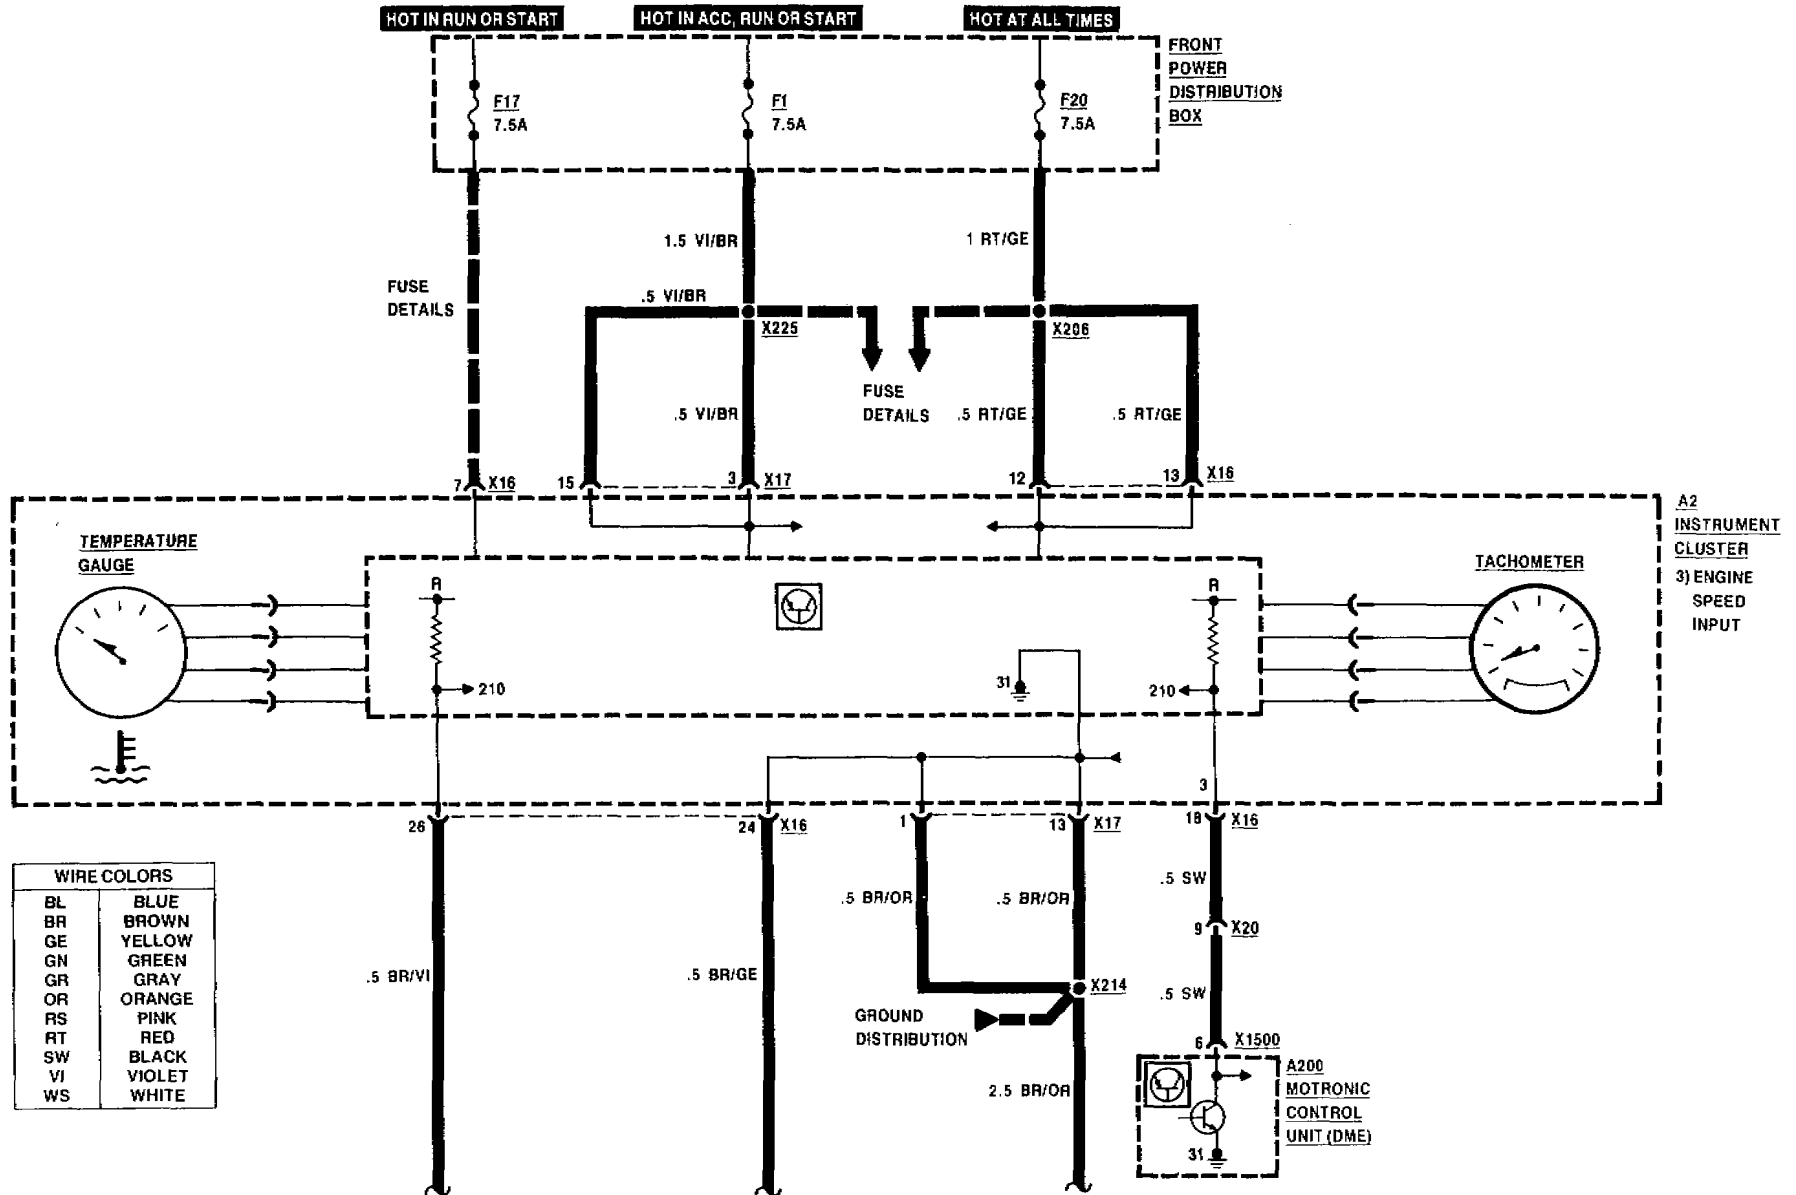 HOT IN RUN OR START
HOT IN ACC, RUN OR START
HOT AT ALL TIMES
FRONT
POWER
DISTRIBUTION
BOX
F17
7.5A
F1
7.5A
F20
7.5A
1.5 VI/BR
1 RT/GE
FUSE
DETAILS
.5 VI/BR
X225
X206
FUSE
DETAILS
.5 VI/BR
.5 RT/GE
.5 RT/GE
7 X16
15
3 X17
12
13 X16
A2
INSTRUMENT
CLUSTER
3) ENGINE
SPEED
INPUT
TEMPERATURE
GAUGE
TACHOMETER
R
R
210
31
210
3
26
24 X16
1
13 X17
18 X16
WIRE COLORS
BL BLUE
BR BROWN
GE YELLOW
GN GREEN
GR GRAY
OR ORANGE
RS PINK
RT RED
SW BLACK
VI VIOLET
WS WHITE
.5 BR/VI
.5 BR/GE
.5 BR/OR
.5 BR/OR
.5 SW
9 X20
X214
.5 SW
GROUND
DISTRIBUTION
6 X1500
2.5 BR/OR
A200
MOTRONIC
CONTROL
UNIT (DME)
31